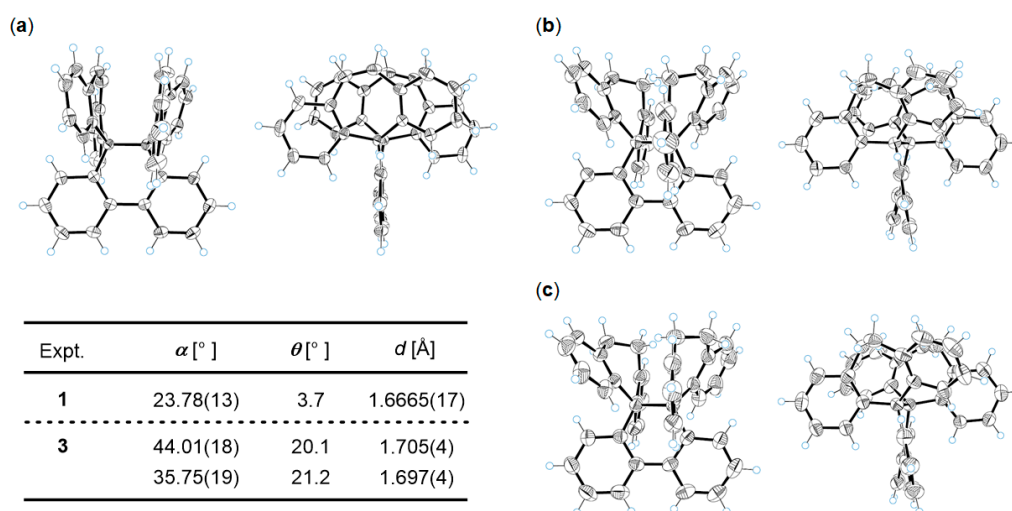 (a)
(b)
Expt. α [°] θ [°] d [Å]
1 23.78(13) 3.7 1.6665(17)
3 44.01(18) 20.1 1.705(4)
35.75(19) 21.2 1.697(4)
(c)